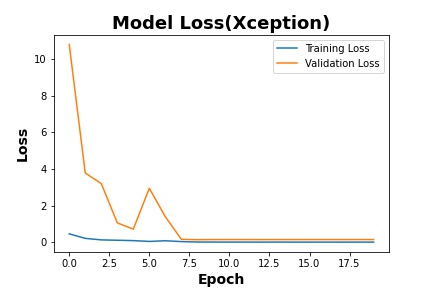 Model Loss(Xception)
Training Loss
Validation Loss
Loss
10
8
6
4
2
0
0.0 2.5 5.0 7.5 10.0 12.5 15.0 17.5
Epoch